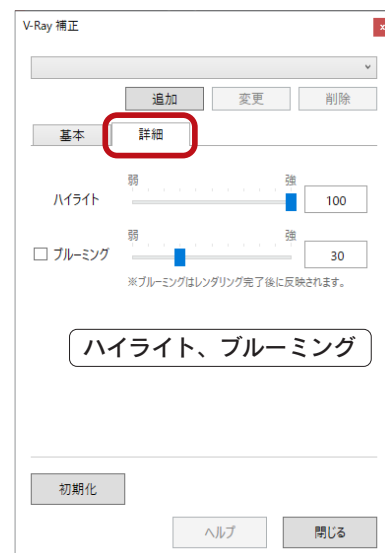 V-Ray 補正
追加 変更 削除
基本 詳細
弱 強
ハイライト 100
弱 強
ブルーミング 30
※ブルーミングはレンダリング完了後に反映されます。
ハイライト、ブルーミング
初期化
ヘルプ 閉じる